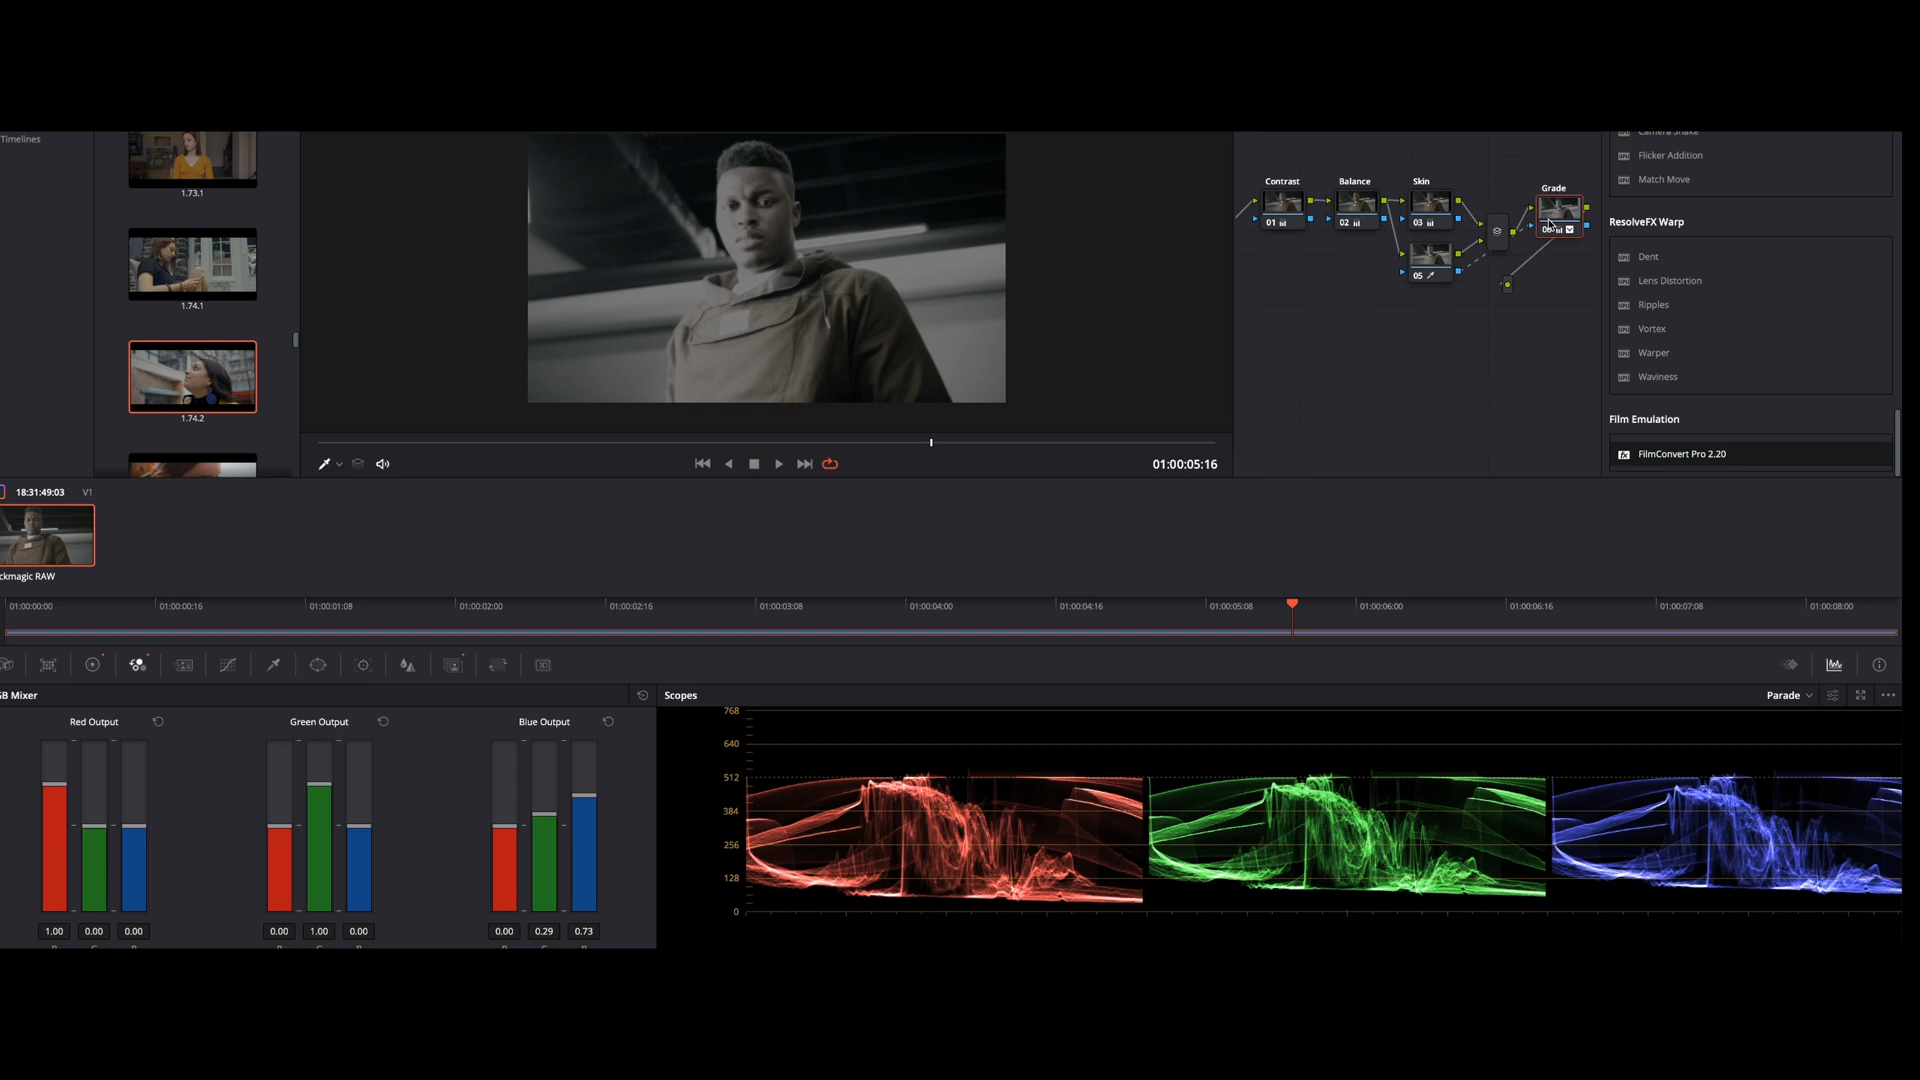 Timelines
1.73.1
1.74.1
1.74.2
01:00:05:16
Contrast
Balance
Skin
Grade
01
02
03
05
Camera Shake
Flicker Addition
Match Move
ResolveFX Warp
Dent
Lens Distortion
Ripples
Vortex
Warper
Waviness
Film Emulation
FilmConvert Pro 2.20
18:31:49:03 V1
ckmagic RAW
01:00:00:00 01:00:00:16 01:00:01:08 01:00:02:00 01:00:02:16 01:00:03:08 01:00:04:00 01:00:04:16 01:00:05:08 01:00:06:00 01:00:06:16 01:00:07:08 01:00:08:00
GB Mixer
Red Output
Green Output
Blue Output
1.00 0.00 0.00
0.00 1.00 0.00
0.00 0.29 0.73
Scopes
Parade
768
640
512
384
256
128
0